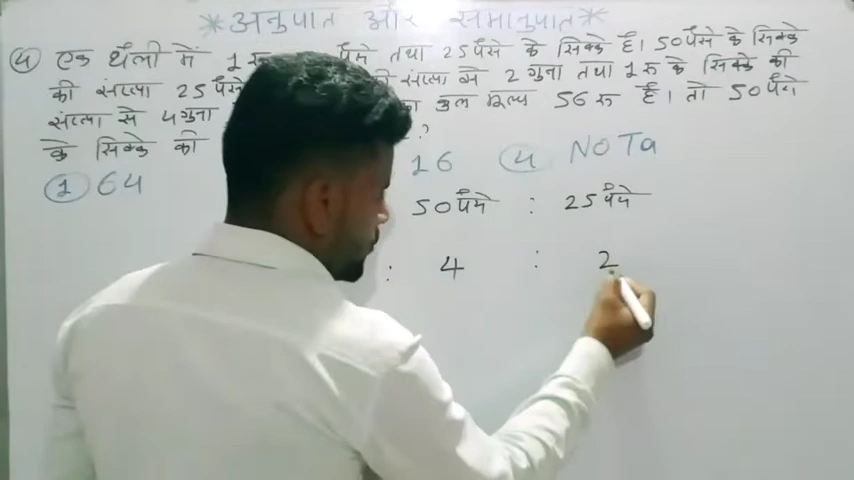 *अनुपात और समानुपात*
④ एक थैली में 1 रू पैसे तथा 25 पैसे के सिक्के है। 50 पैसे के सिक्के
की संख्या 25 पैसे की संख्या से 2 गुना तथा 1 रू के सिक्के की
संख्या से 4 गुना कुल मूल्य 56 रू है। तो 50 पैसे
के सिक्के की ?
① 64 16 ④ NOTa
50 पैसे : 25 पैसे
: 4 : 2